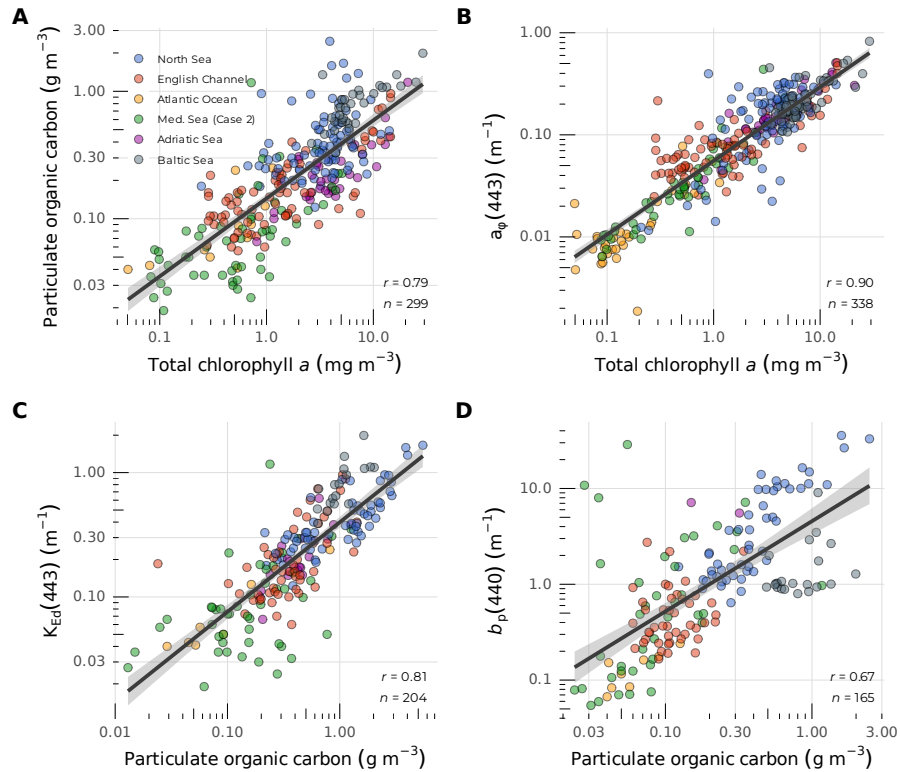 A
Particulate organic carbon (g m⁻³)
3.00
1.00
0.30
0.10
0.03
North Sea
English Channel
Atlantic Ocean
Med. Sea (Case 2)
Adriatic Sea
Baltic Sea
r = 0.79
n = 299
0.1 1.0 10.0
Total chlorophyll a (mg m⁻³)
B
aφ(443) (m⁻¹)
1.00
0.10
0.01
r = 0.90
n = 338
0.1 1.0 10.0
Total chlorophyll a (mg m⁻³)
C
K_Ed(443) (m⁻¹)
1.00
0.30
0.10
0.03
r = 0.81
n = 204
0.01 0.10 1.00
Particulate organic carbon (g m⁻³)
D
bₚ(440) (m⁻¹)
10.0
1.0
0.1
r = 0.67
n = 165
0.03 0.10 0.30 1.00 3.00
Particulate organic carbon (g m⁻³)